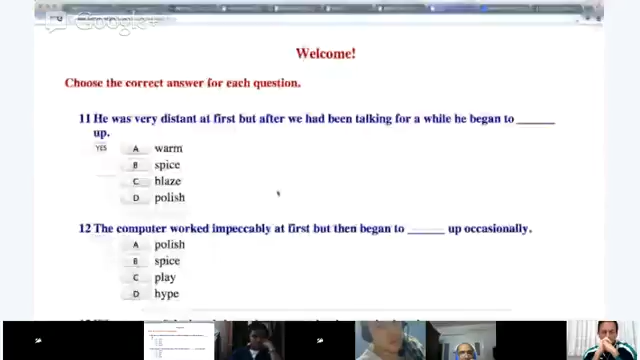 Google+
Welcome!
Choose the correct answer for each question.
11 He was very distant at first but after we had been talking for a while he began to ______
up.
YES A warm
B spice
C blaze
D polish
12 The computer worked impeccably at first but then began to ______ up occasionally.
A polish
B spice
C play
D hype